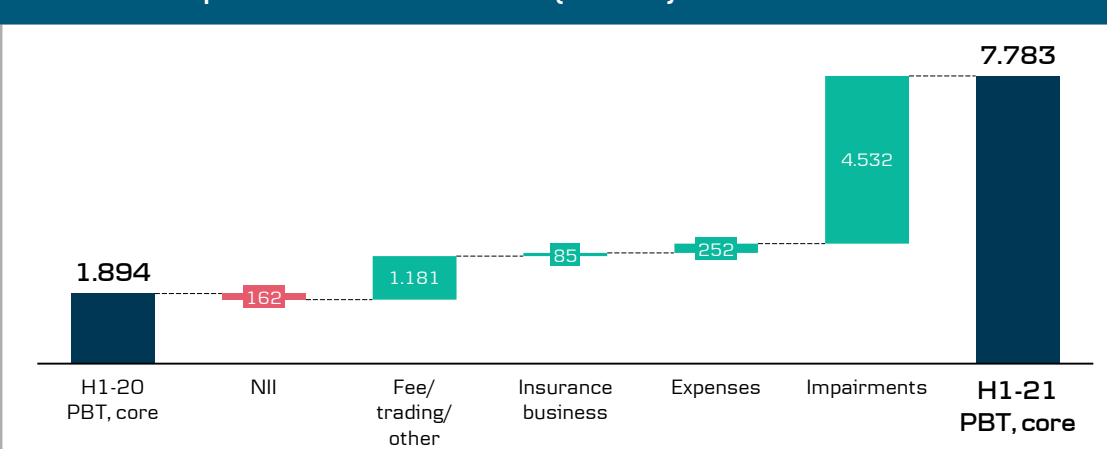 7.783
4.532
252
85
1.181
1.894
162
H1-20
PBT, core
NII
Fee/
trading/
other
Insurance
business
Expenses
Impairments
H1-21
PBT, core